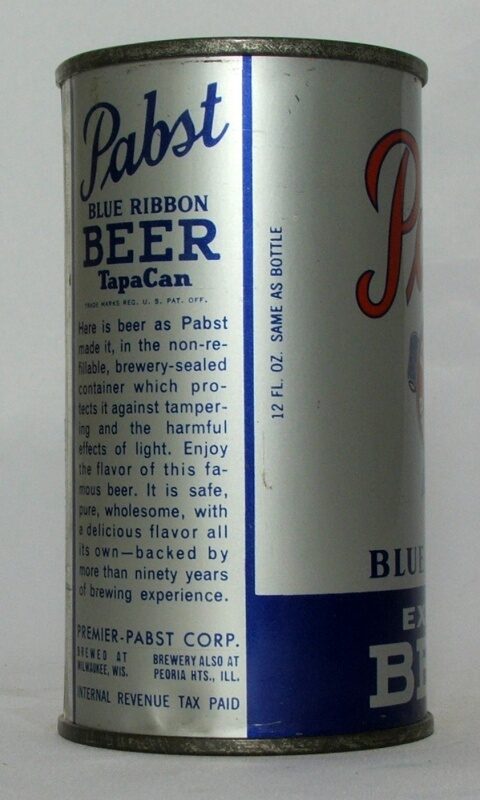 Pabst
BLUE RIBBON
BEER
TapaCan
TRADE MARKS REG. U. S. PAT. OFF.
Here is beer as Pabst
made it, in the non-re-
fillable, brewery-sealed
container which pro-
tects it against tamper-
ing and the harmful
effects of light. Enjoy
the flavor of this fa-
mous beer. It is safe,
pure, wholesome, with
a delicious flavor all
its own—backed by
more than ninety years
of brewing experience.
PREMIER-PABST CORP.
BREWED AT
MILWAUKEE, WIS.
BREWERY ALSO AT
PEORIA HTS., ILL.
INTERNAL REVENUE TAX PAID
12 FL. OZ. SAME AS BOTTLE
P
BLUE
EX
BE